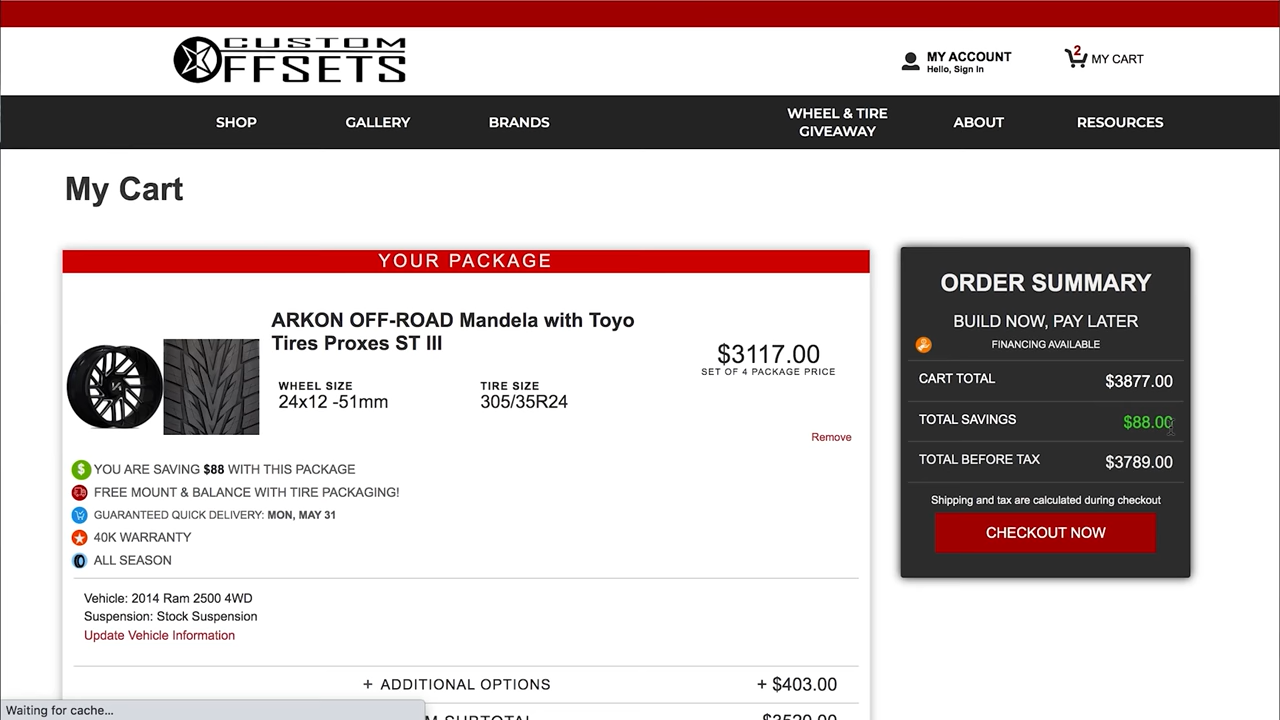 CUSTOM
OFFSETS
MY ACCOUNT
Hello, Sign In
2
MY CART
SHOP
GALLERY
BRANDS
WHEEL & TIRE
GIVEAWAY
ABOUT
RESOURCES
My Cart
YOUR PACKAGE
ARKON OFF-ROAD Mandela with Toyo
Tires Proxes ST III
$3117.00
SET OF 4 PACKAGE PRICE
WHEEL SIZE
24x12 -51mm
TIRE SIZE
305/35R24
Remove
$ YOU ARE SAVING $88 WITH THIS PACKAGE
FREE MOUNT & BALANCE WITH TIRE PACKAGING!
GUARANTEED QUICK DELIVERY: MON, MAY 31
40K WARRANTY
ALL SEASON
Vehicle: 2014 Ram 2500 4WD
Suspension: Stock Suspension
Update Vehicle Information
+ ADDITIONAL OPTIONS + $403.00
SUBTOTAL $3520.00
ORDER SUMMARY
BUILD NOW, PAY LATER
FINANCING AVAILABLE
CART TOTAL $3877.00
TOTAL SAVINGS $88.00
TOTAL BEFORE TAX $3789.00
Shipping and tax are calculated during checkout
CHECKOUT NOW
Waiting for cache...